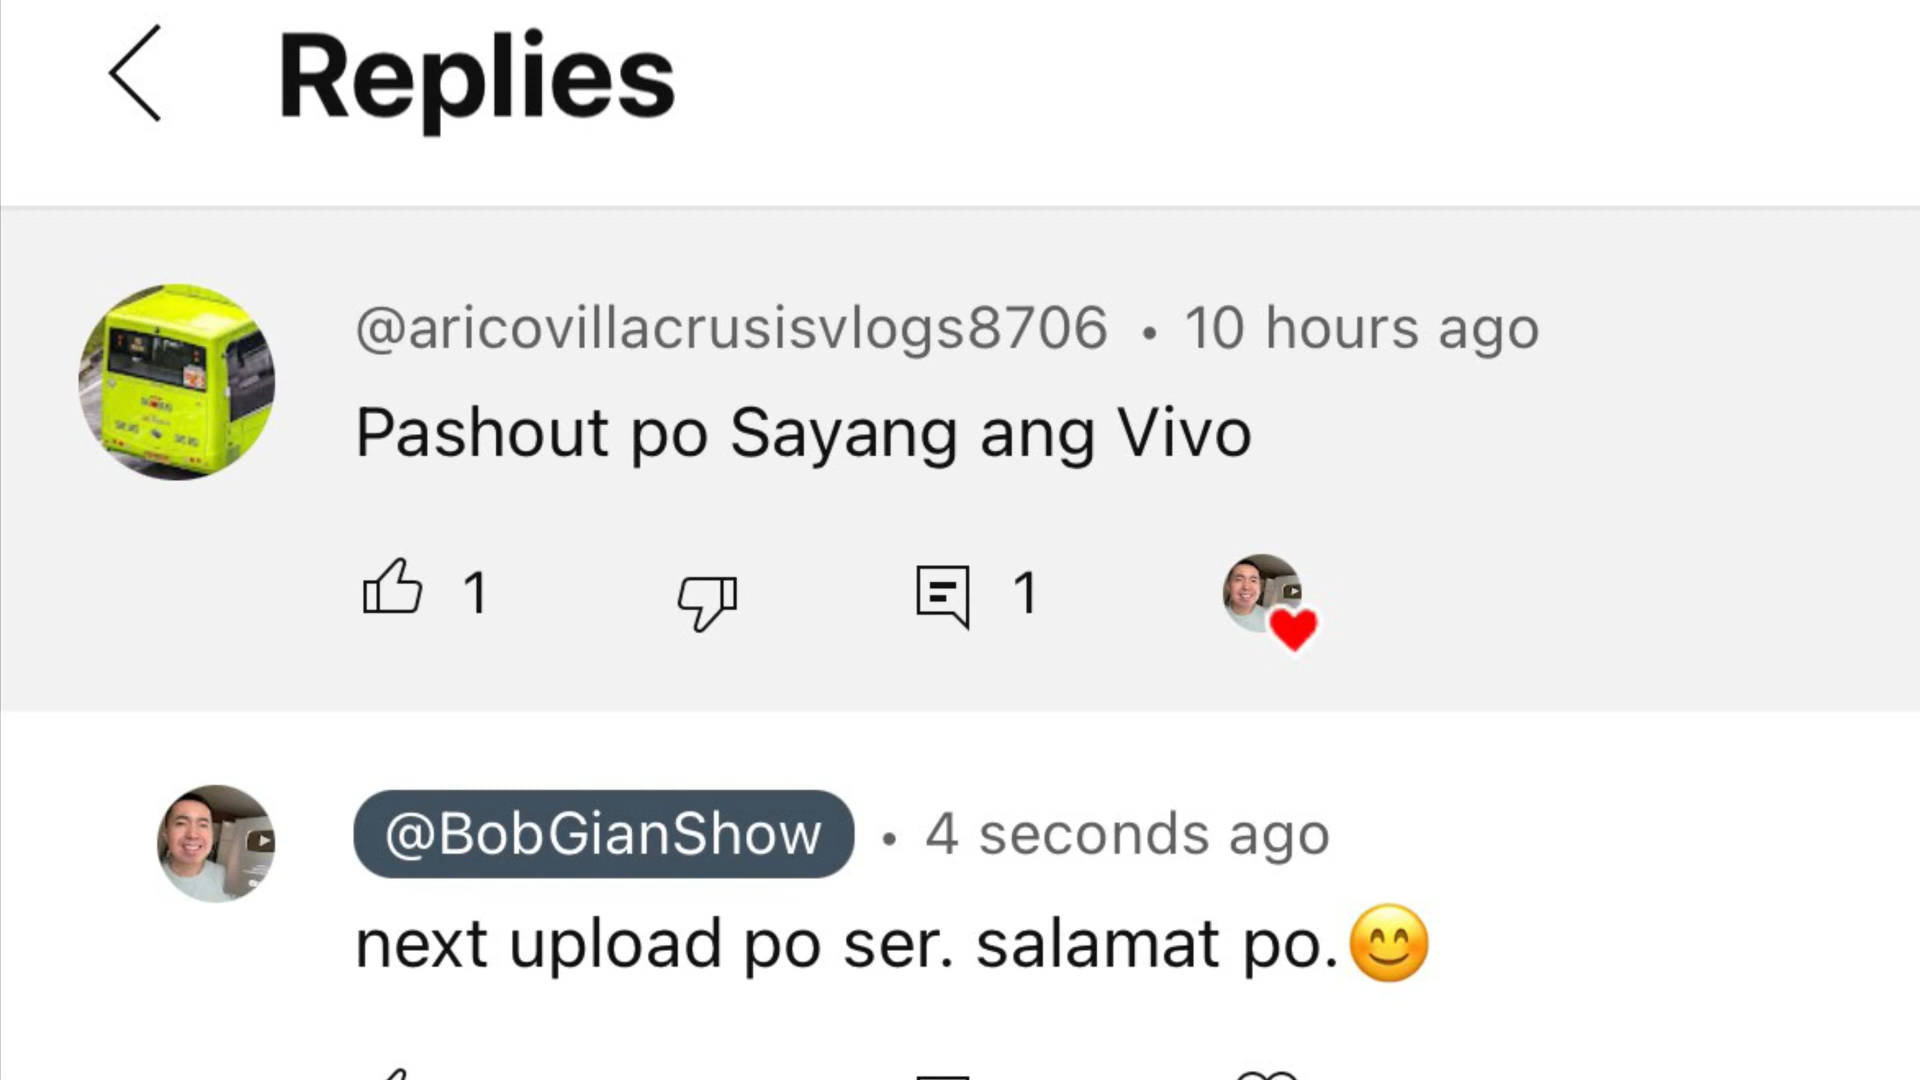 Replies
@aricovillacrusisvlogs8706 • 10 hours ago
Pashout po Sayang ang Vivo
1 1
@BobGianShow • 4 seconds ago
next upload po ser. salamat po.😊